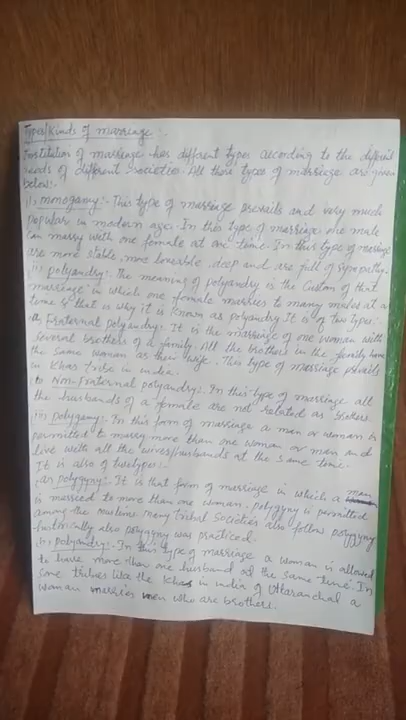 Types/Kinds of marriage :-
Institution of marriage has diffrent types according to the different
needs of different societies. All these types of marriage are given
below:-
i), monogamy:- This type of marriage prevails and very much
popular in modern age. In this type of marriage one male
can marry with one female at one time. In this type of marriage
are more stable, more loveable, deep and are full of sympathy.
ii) polyandry: the meaning of polyandry is the custom of that
marriage in which one female marries to many males at a
time & that is why it is known as polyandry It is of two types:-
a, Fraternal polyandry: It is the marriage of one woman with
several brothers of a family. All the brothers in the family have
the same woman as their wife. This type of marriage prevails
in Khas tribe in india.
b, Non-Fraternal polyandry:- In this type of marriage all
the husbands of a female are not related as brokers.
iii) polygamy:- In this form of marriage a man or woman is
permitted to marry more than one woman or man and
live with all the wives/husbands at the same time.
It is also of twotypes:-
(a) polygyny:- It is that form of marriage in which a man
is married to more than one woman. polygyny is permitted
among the muslims. many tribal societies also follow polygyny
historically also polygyny was practiced.
polyandry:- In this type of marriage a woman is allowed
to have more than one husband at the same time. In
some tribes like the Khas in india of Uttaranchal a
woman marries men who are brothers.